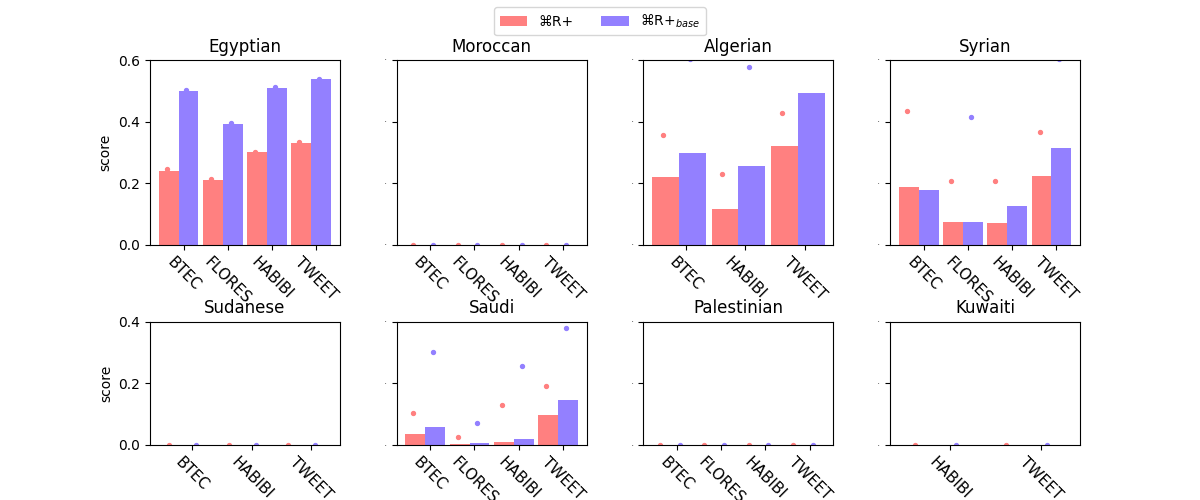 ⌘R+ ⌘R+base
Egyptian Moroccan Algerian Syrian
score
0.6
0.4
0.2
0.0
BTEC FLORES HABIBI TWEET
BTEC FLORES HABIBI TWEET
BTEC HABIBI TWEET
BTEC FLORES HABIBI TWEET
Sudanese Saudi Palestinian Kuwaiti
score
0.4
0.2
0.0
BTEC HABIBI TWEET
BTEC FLORES HABIBI TWEET
BTEC FLORES HABIBI TWEET
HABIBI TWEET